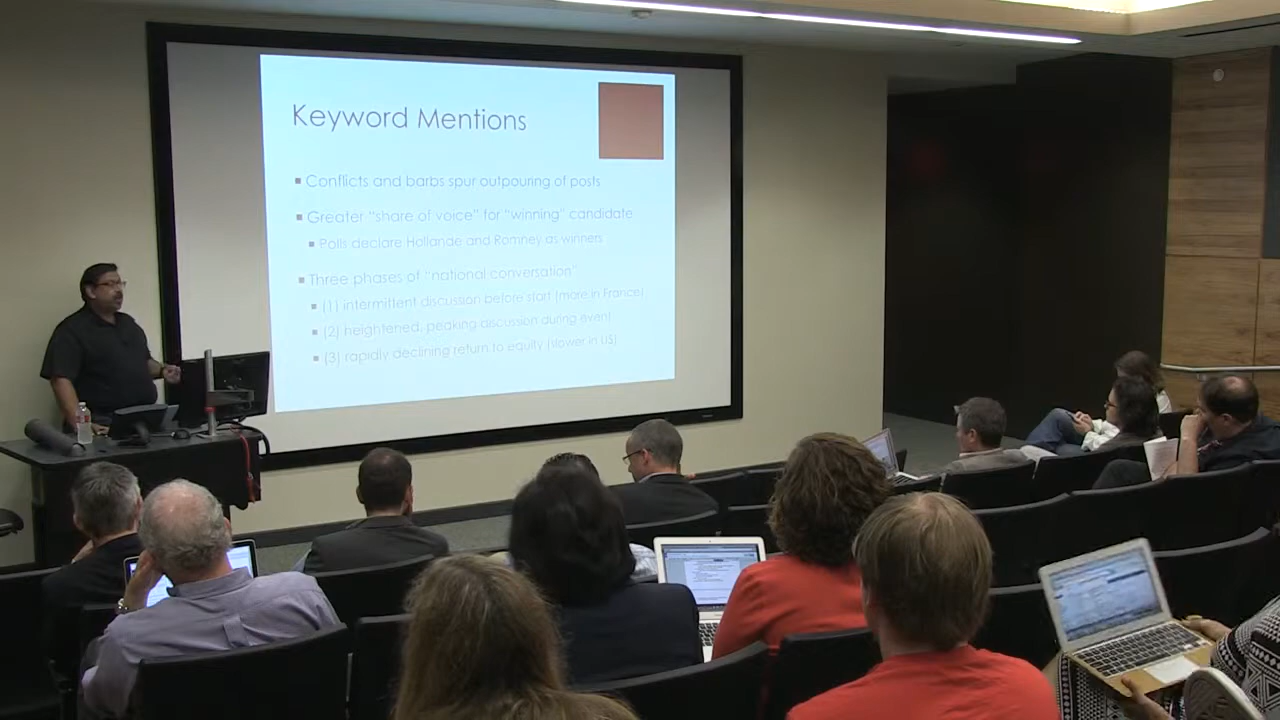 Keyword Mentions
Conflicts and barbs spur outpouring of posts
Greater “share of voice” for “winning” candidate
Polls declare Hollande and Romney as winners
Three phases of “national conversation”
(1) intermittent discussion before start (more in France)
(2) heightened, peaking discussion during event
(3) rapidly declining return to equity (slower in US)